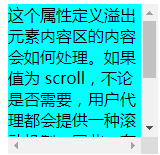 这个属性定义溢出
元素内容区的内容
会如何处理。如果
值为 scroll，不论
是否需要，用户代
理都会提供一种滚